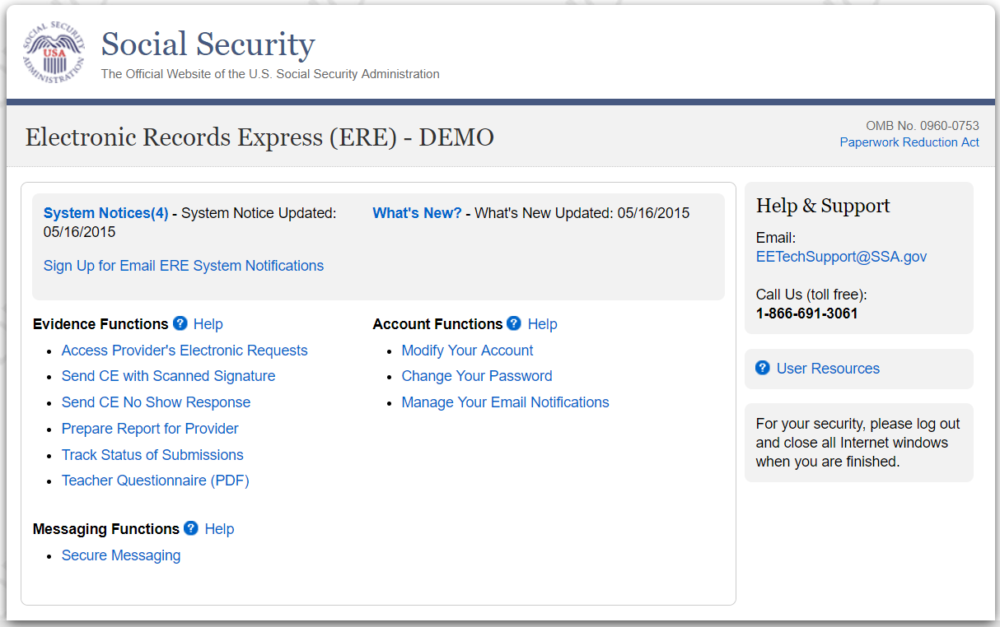 SOCIAL SECURITY ADMINISTRATION
USA
Social Security
The Official Website of the U.S. Social Security Administration
Electronic Records Express (ERE) - DEMO
OMB No. 0960-0753
Paperwork Reduction Act
System Notices(4) - System Notice Updated:
05/16/2015
Sign Up for Email ERE System Notifications
What's New? - What's New Updated: 05/16/2015
Evidence Functions ? Help
Access Provider's Electronic Requests
Send CE with Scanned Signature
Send CE No Show Response
Prepare Report for Provider
Track Status of Submissions
Teacher Questionnaire (PDF)
Messaging Functions ? Help
Secure Messaging
Account Functions ? Help
Modify Your Account
Change Your Password
Manage Your Email Notifications
Help & Support
Email:
EETechSupport@SSA.gov
Call Us (toll free):
1-866-691-3061
? User Resources
For your security, please log out
and close all Internet windows
when you are finished.